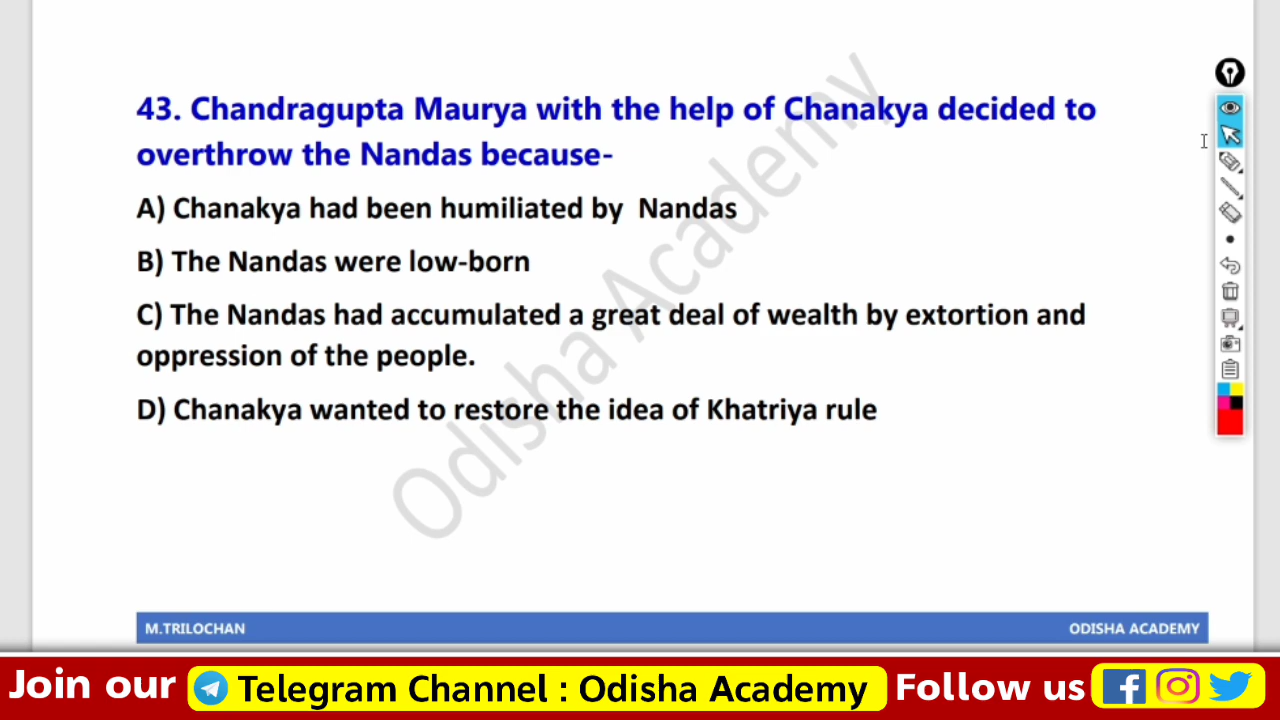 43. Chandragupta Maurya with the help of Chanakya decided to
overthrow the Nandas because-
A) Chanakya had been humiliated by Nandas
B) The Nandas were low-born
C) The Nandas had accumulated a great deal of wealth by extortion and
oppression of the people.
D) Chanakya wanted to restore the idea of Khatriya rule
Odisha Academy
M.TRILOCHAN ODISHA ACADEMY
Join our Telegram Channel : Odisha Academy Follow us